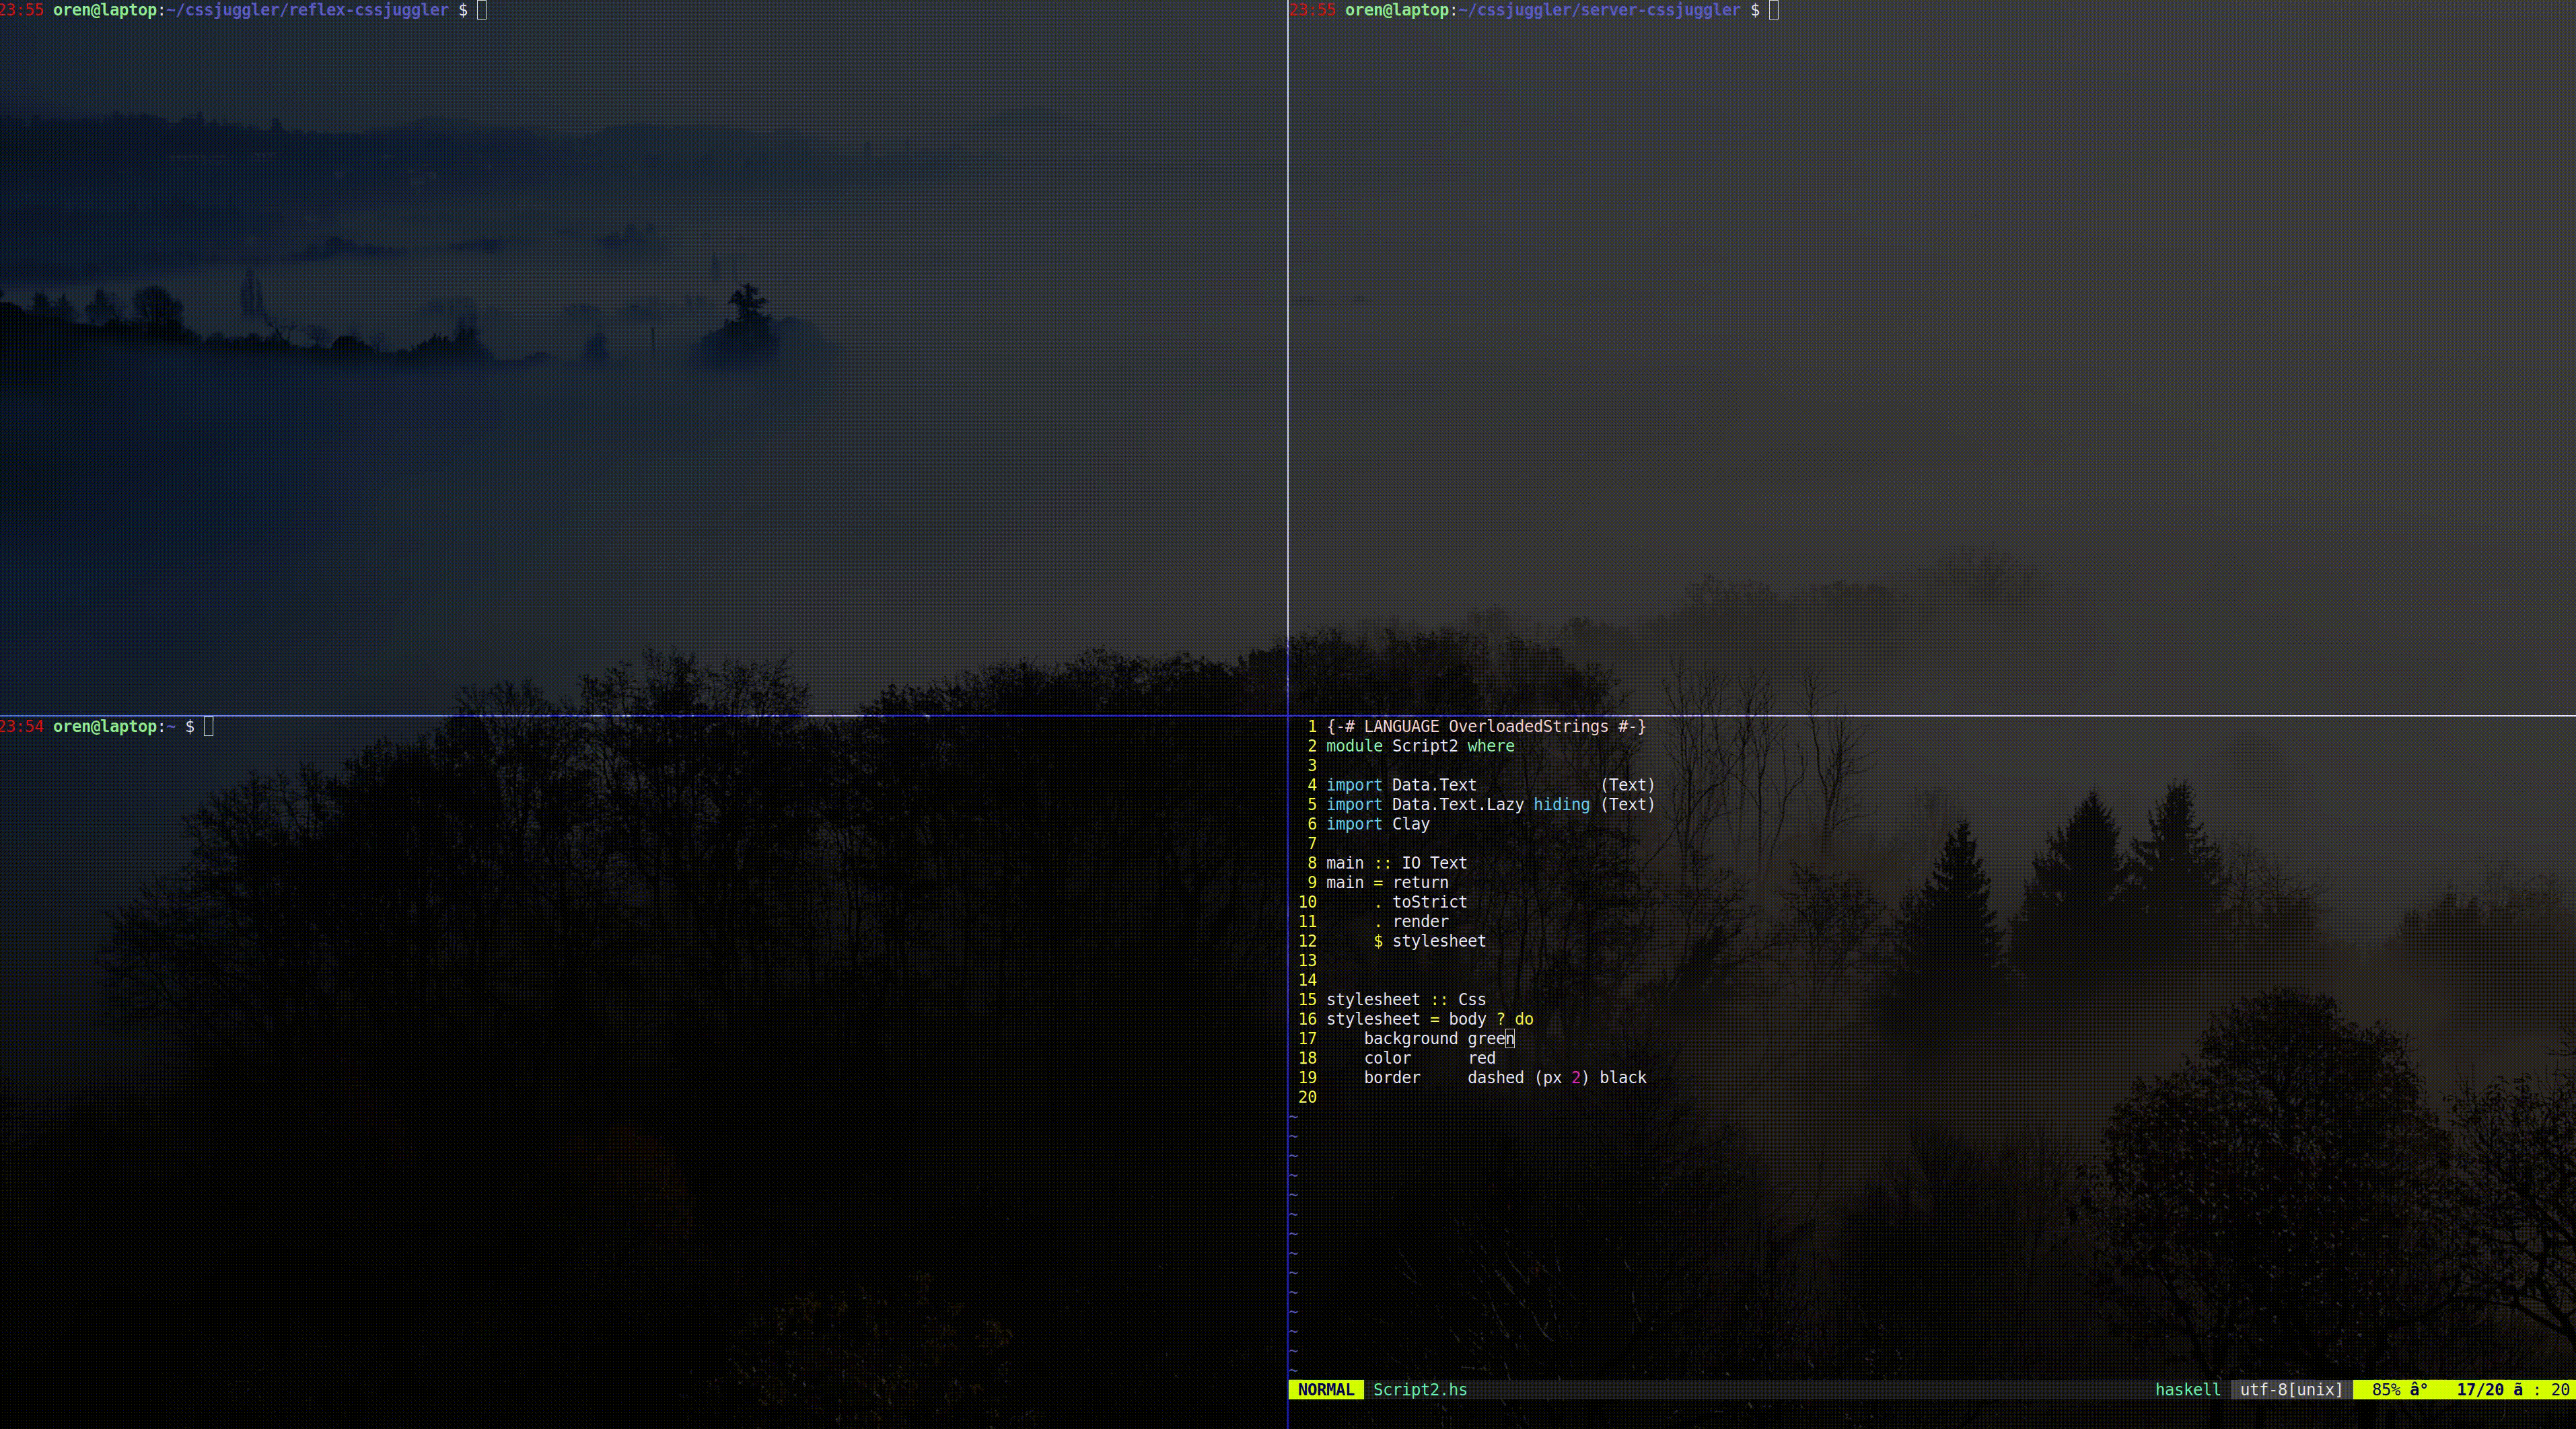 23:55 oren@laptop:~/cssjuggler/reflex-cssjuggler $
23:55 oren@laptop:~/cssjuggler/server-cssjuggler $
23:54 oren@laptop:~ $
1 {-# LANGUAGE OverloadedStrings #-}
2 module Script2 where
3
4 import Data.Text             (Text)
5 import Data.Text.Lazy hiding (Text)
6 import Clay
7
8 main :: IO Text
9 main = return
10      . toStrict
11      . render
12      $ stylesheet
13
14
15 stylesheet :: Css
16 stylesheet = body ? do
17     background green
18     color      red
19     border     dashed (px 2) black
20
~
~
~
~
~
~
~
~
~
~
~
~
~
~
NORMAL Script2.hs haskell utf-8[unix] 85% â° 17/20 ã : 20